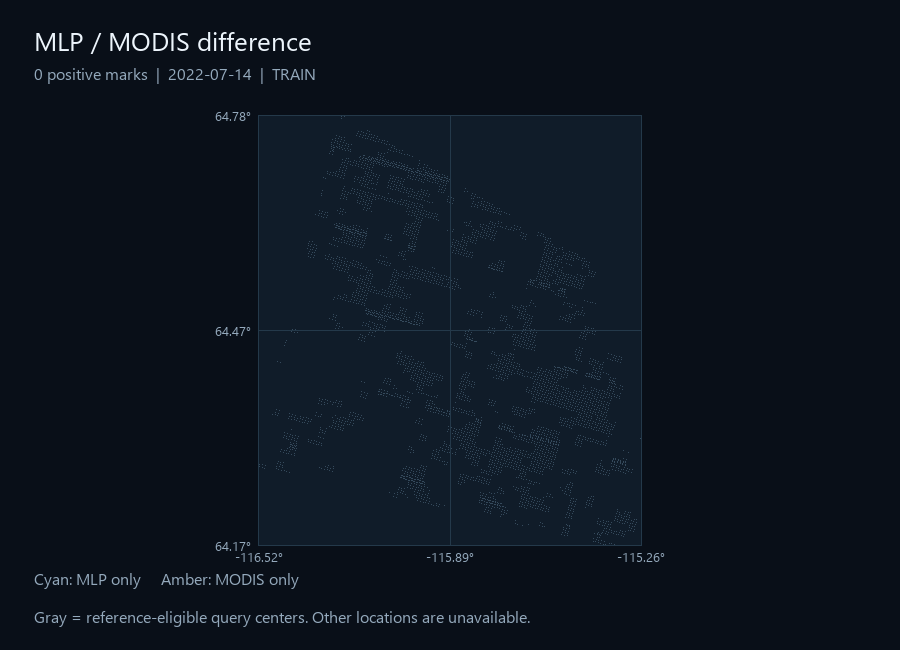 MLP / MODIS difference
0 positive marks | 2022-07-14 | TRAIN
64.78°
64.47°
64.17°
-116.52° -115.89° -115.26°
Cyan: MLP only Amber: MODIS only
Gray = reference-eligible query centers. Other locations are unavailable.